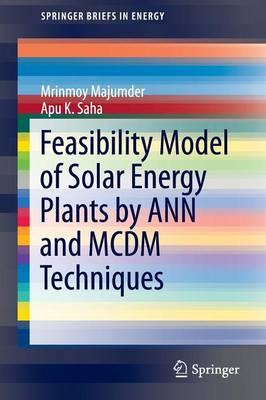 SPRINGER BRIEFS IN ENERGY
Mrinmoy Majumder
Apu K. Saha
Feasibility Model
of Solar Energy
Plants by ANN
and MCDM
Techniques
Springer